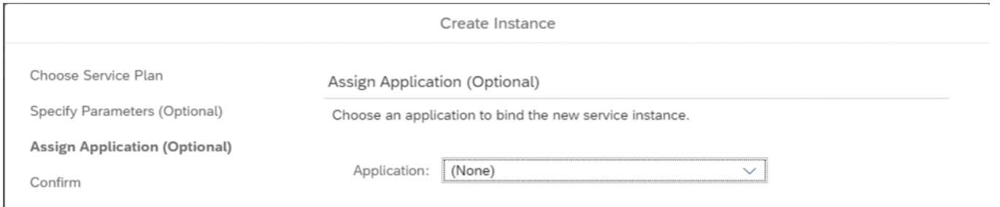 Create Instance
Choose Service Plan
Specify Parameters (Optional)
Assign Application (Optional)
Confirm
Assign Application (Optional)
Choose an application to bind the new service instance.
Application: (None)